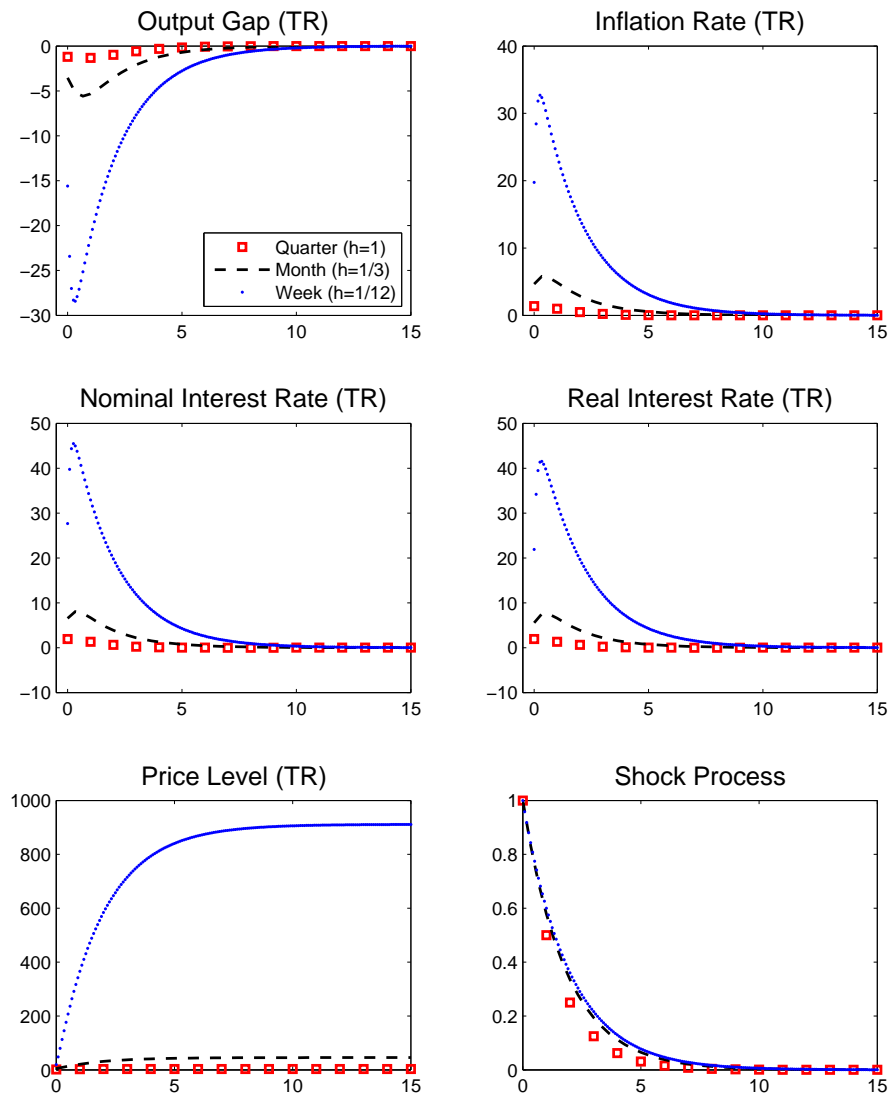 Output Gap (TR)
0
−5
−10
−15
−20
−25
−30
0 5 10 15
Quarter (h=1)
Month (h=1/3)
Week (h=1/12)
Inflation Rate (TR)
40
30
20
10
0
0 5 10 15
Nominal Interest Rate (TR)
50
40
30
20
10
0
−10
0 5 10 15
Real Interest Rate (TR)
50
40
30
20
10
0
−10
0 5 10 15
Price Level (TR)
1000
800
600
400
200
0
0 5 10 15
Shock Process
1
0.8
0.6
0.4
0.2
0
0 5 10 15